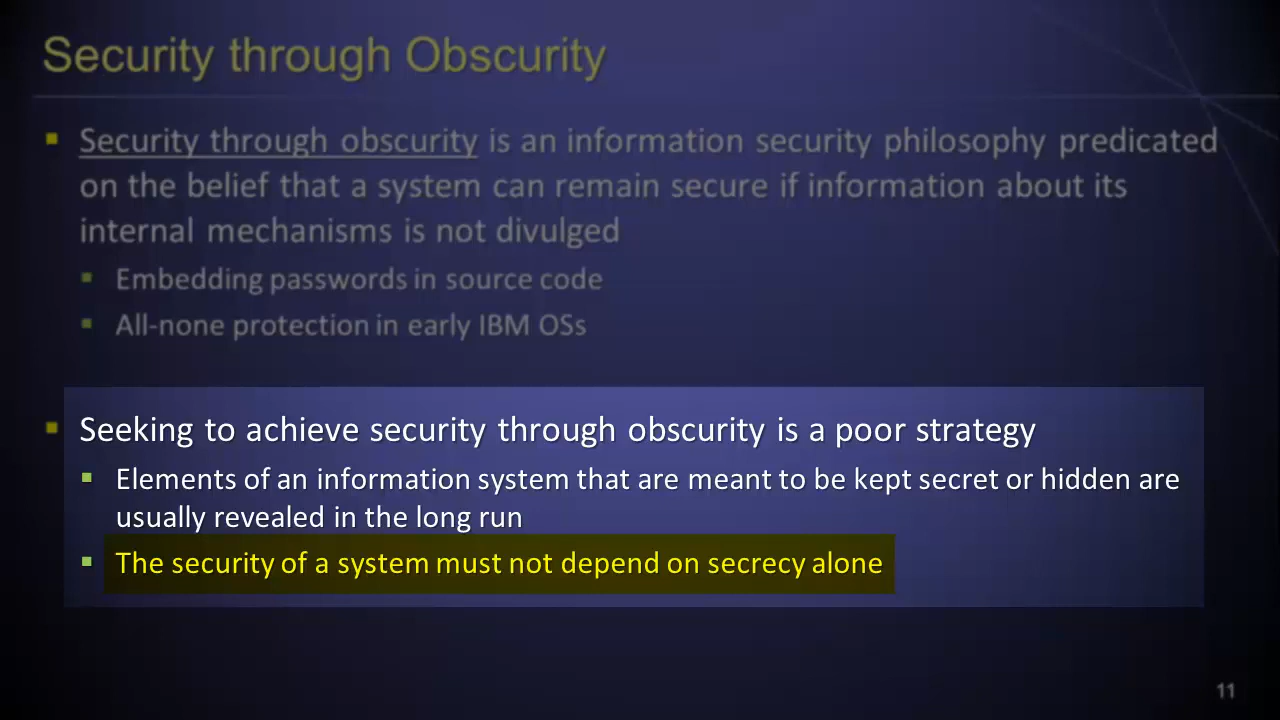 Security through Obscurity
Security through obscurity is an information security philosophy predicated
on the belief that a system can remain secure if information about its
internal mechanisms is not divulged
Embedding passwords in source code
All-none protection in early IBM OSs
Seeking to achieve security through obscurity is a poor strategy
Elements of an information system that are meant to be kept secret or hidden are
usually revealed in the long run
The security of a system must not depend on secrecy alone
11